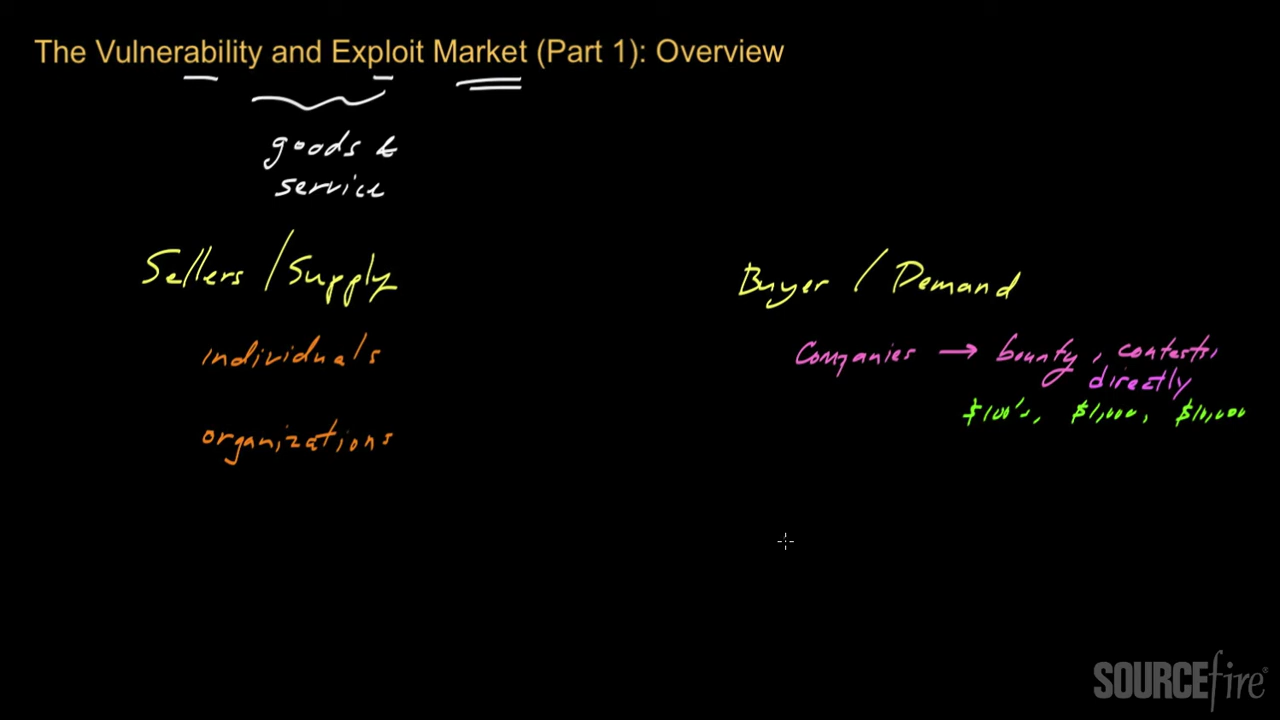 The Vulnerability and Exploit Market (Part 1): Overview
goods &
service
Sellers / Supply
Buyer / Demand
individuals
Companies → bounty, contests,
directly
$100's, $1,000, $10,000
organizations
SOURCEfire®